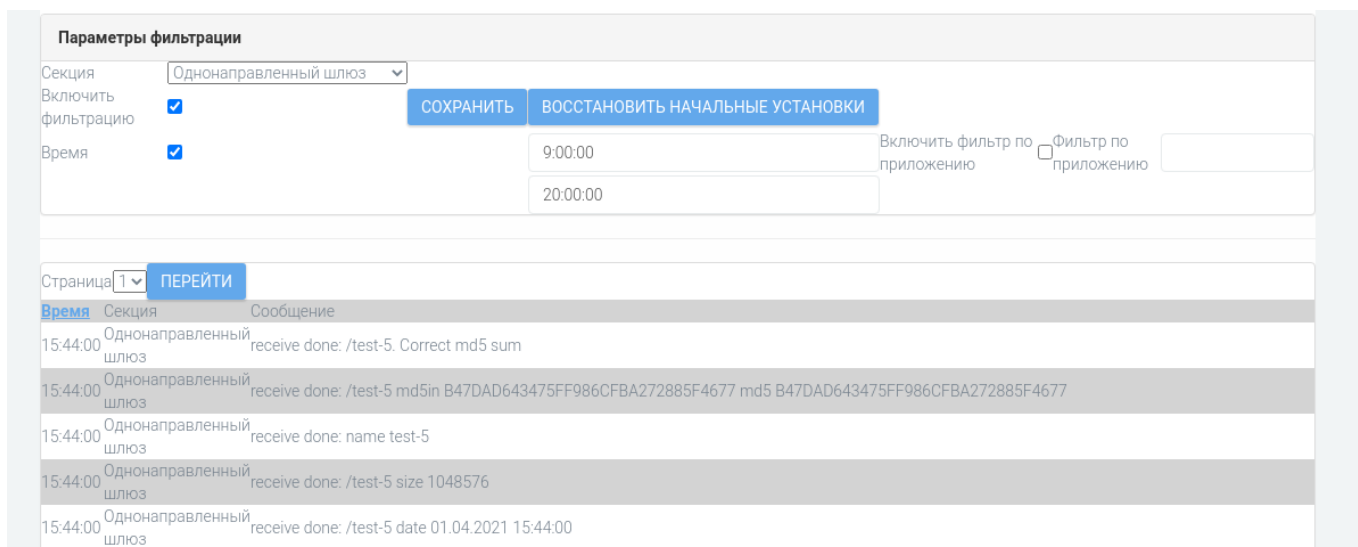 Параметры фильтрации
Секция Однонаправленный шлюз
Включить
фильтрацию
СОХРАНИТЬ ВОССТАНОВИТЬ НАЧАЛЬНЫЕ УСТАНОВКИ
Время 9:00:00 Включить фильтр по
приложению Фильтр по
приложению
20:00:00
Страница 1 ПЕРЕЙТИ
Время Секция Сообщение
15:44:00 Однонаправленный
шлюз receive done: /test-5. Correct md5 sum
15:44:00 Однонаправленный
шлюз receive done: /test-5 md5in B47DAD643475FF986CFBA272885F4677 md5 B47DAD643475FF986CFBA272885F4677
15:44:00 Однонаправленный
шлюз receive done: name test-5
15:44:00 Однонаправленный
шлюз receive done: /test-5 size 1048576
15:44:00 Однонаправленный
шлюз receive done: /test-5 date 01.04.2021 15:44:00